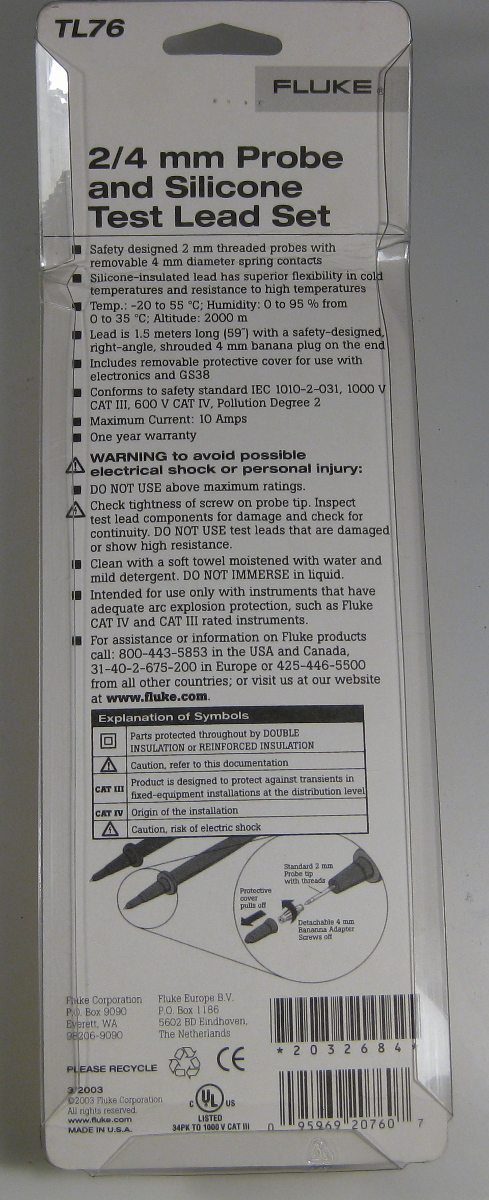 TL76
FLUKE®
2/4 mm Probe
and Silicone
Test Lead Set
Safety designed 2 mm threaded probes with
removable 4 mm diameter spring contacts
Silicone-insulated lead has superior flexibility in cold
temperatures and resistance to high temperatures
Temp.: -20 to 55 °C; Humidity: 0 to 95 % from
0 to 35 °C; Altitude: 2000 m
Lead is 1.5 meters long (59˝) with a safety-designed,
right-angle, shrouded 4 mm banana plug on the end
Includes removable protective cover for use with
electronics and GS38
Conforms to safety standard IEC 1010-2-031, 1000 V
CAT III, 600 V CAT IV, Pollution Degree 2
Maximum Current: 10 Amps
One year warranty
WARNING to avoid possible
electrical shock or personal injury:
DO NOT USE above maximum ratings.
Check tightness of screw on probe tip. Inspect
test lead components for damage and check for
continuity. DO NOT USE test leads that are damaged
or show high resistance.
Clean with a soft towel moistened with water and
mild detergent. DO NOT IMMERSE in liquid.
Intended for use only with instruments that have
adequate arc explosion protection, such as Fluke
CAT IV and CAT III rated instruments.
For assistance or information on Fluke products
call: 800-443-5853 in the USA and Canada,
31-40-2-675-200 in Europe or 425-446-5500
from all other countries; or visit us at our website
at www.fluke.com.
Explanation of Symbols
Parts protected throughout by DOUBLE
INSULATION or REINFORCED INSULATION
Caution, refer to this documentation
CAT III Product is designed to protect against transients in
fixed-equipment installations at the distribution level
CAT IV Origin of the installation
Caution, risk of electric shock
Standard 2 mm
Probe tip
with threads
Protective
cover
pulls off
Detachable 4 mm
Bananna Adapter
Screws off
Fluke Corporation
P.O. Box 9090
Everett, WA
98206-9090
Fluke Europe B.V.
P.O. Box 1186
5602 BD Eindhoven,
The Netherlands
PLEASE RECYCLE
CE
*2032684*
3/2003
©2003 Fluke Corporation
All rights reserved.
www.fluke.com
MADE IN U.S.A.
C UL US
LISTED
34PK TO 1000 V CAT III
0 95969 20760 7